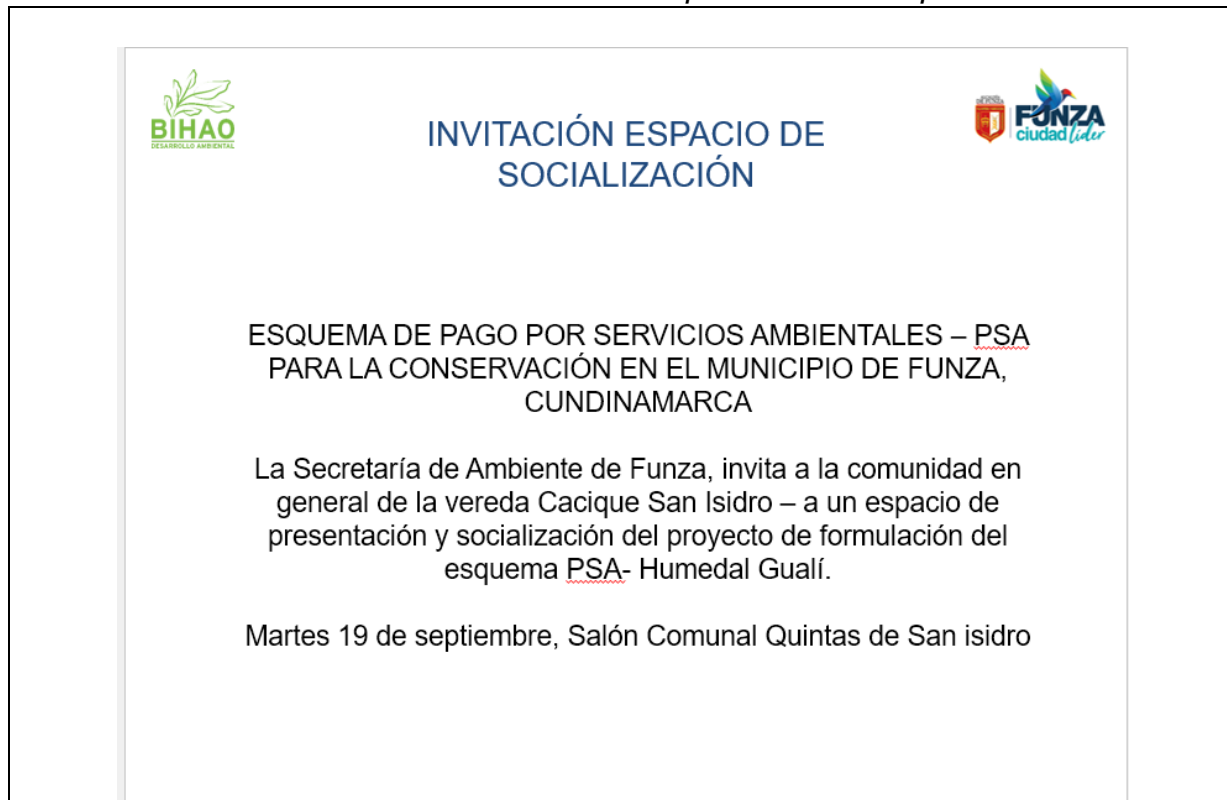 BIHAO
DESARROLLO AMBIENTAL
FUNZA
ciudad líder
INVITACIÓN ESPACIO DE
SOCIALIZACIÓN
ESQUEMA DE PAGO POR SERVICIOS AMBIENTALES – PSA
PARA LA CONSERVACIÓN EN EL MUNICIPIO DE FUNZA,
CUNDINAMARCA
La Secretaría de Ambiente de Funza, invita a la comunidad en
general de la vereda Cacique San Isidro – a un espacio de
presentación y socialización del proyecto de formulación del
esquema PSA- Humedal Gualí.
Martes 19 de septiembre, Salón Comunal Quintas de San isidro